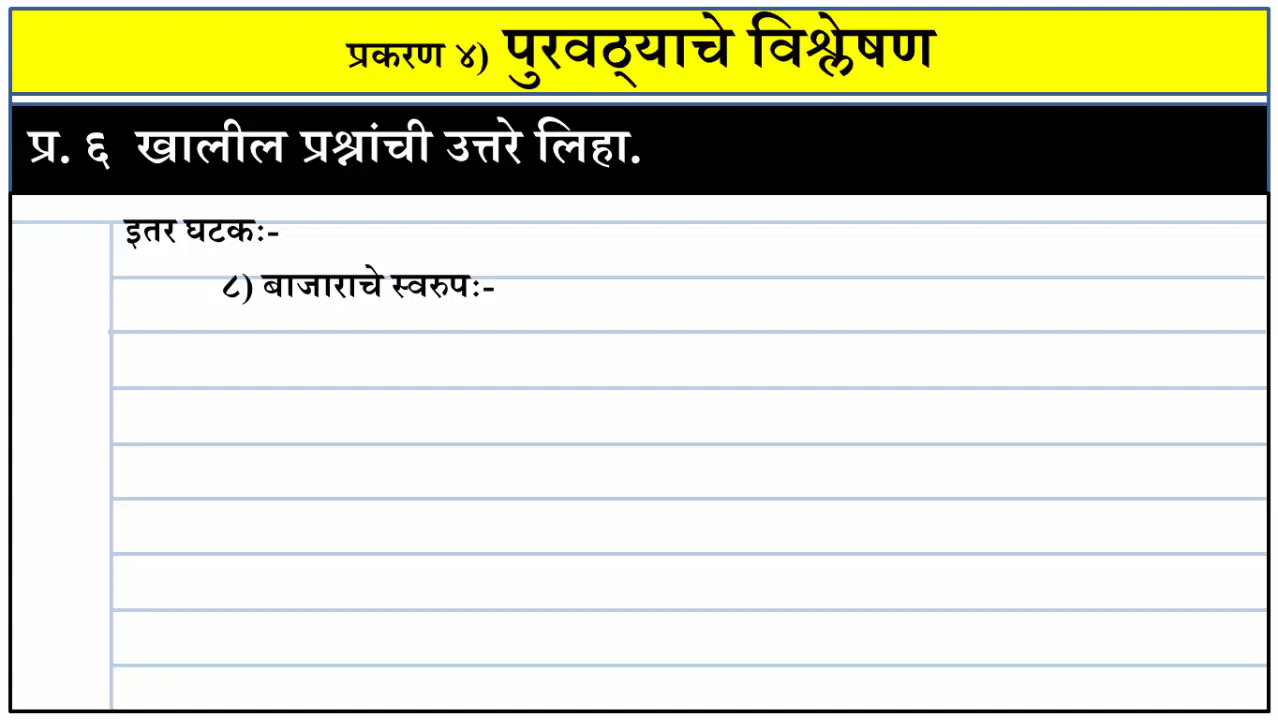 प्रकरण ४) पुरवठ्याचे विश्लेषण
प्र. ६ खालील प्रश्नांची उत्तरे लिहा.
इतर घटकः-
८) बाजाराचे स्वरुपः-